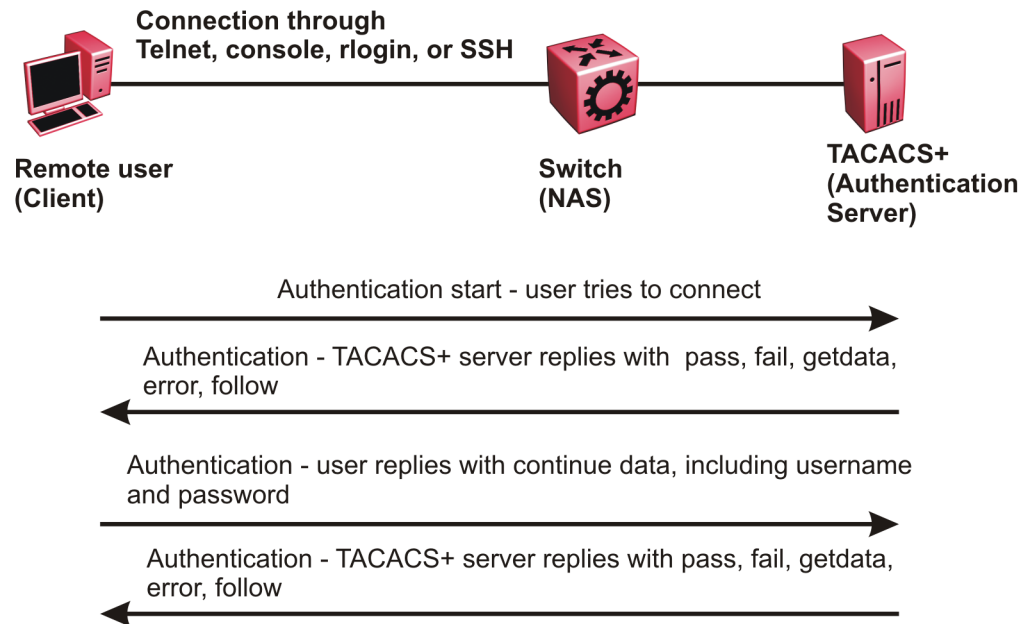 Connection through
Telnet, console, rlogin, or SSH
Remote user
(Client)
Switch
(NAS)
TACACS+
(Authentication
Server)
Authentication start - user tries to connect
Authentication - TACACS+ server replies with pass, fail, getdata,
error, follow
Authentication - user replies with continue data, including username
and password
Authentication - TACACS+ server replies with pass, fail, getdata,
error, follow